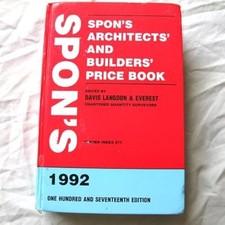 SPON'S
SPON'S
ARCHITECTS'
AND
BUILDERS'
PRICE BOOK
EDITED BY
DAVIS LANGDON & EVEREST
CHARTERED QUANTITY SURVEYORS
INDEX
1992
ONE HUNDRED AND SEVENTEENTH EDITION